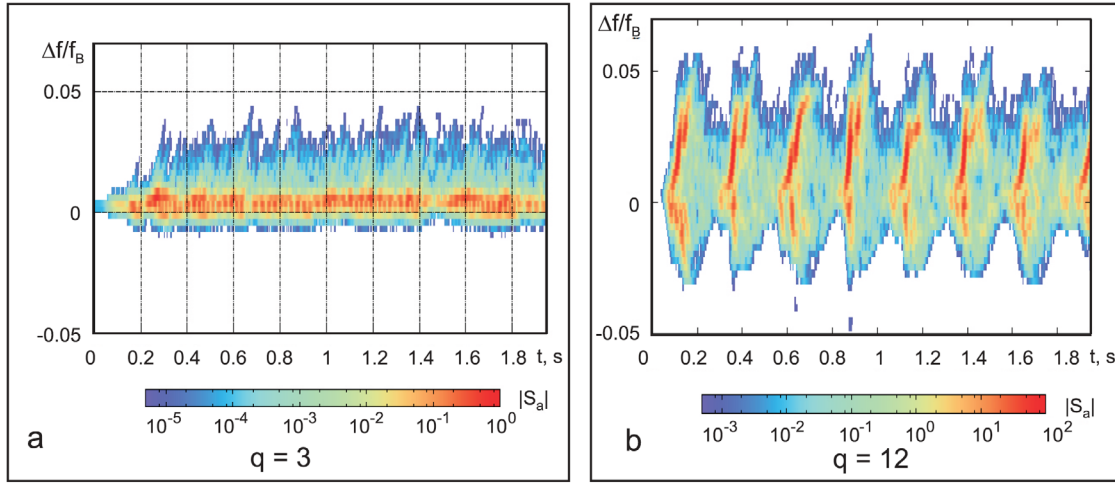 Δf/f_B
0.05
0
-0.05
0 0.2 0.4 0.6 0.8 1 1.2 1.4 1.6 1.8 t, s
|S_a|
10^-5 10^-4 10^-3 10^-2 10^-1 10^0
a
q = 3
Δf/f_B
0.05
0
-0.05
0 0.2 0.4 0.6 0.8 1 1.2 1.4 1.6 1.8 t, s
|S_a|
10^-3 10^-2 10^-1 10^0 10^1 10^2
b
q = 12